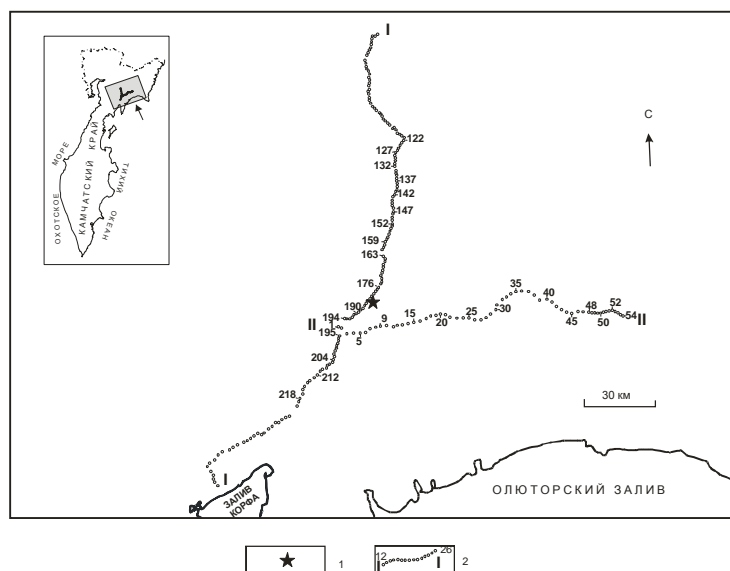 I
С
122
127
132
137
142
147
152
159
163
176
190
194
II
195
5
9
15
20
25
30
35
40
45
48
50
52
54
II
204
212
218
30 км
I
ЗАЛИВ
КОРФА
ОЛЮТОРСКИЙ ЗАЛИВ
ОХОТСКОЕ МОРЕ
КАМЧАТСКИЙ КРАЙ
ТИХИЙ ОКЕАН
1
12
26
I
I
2